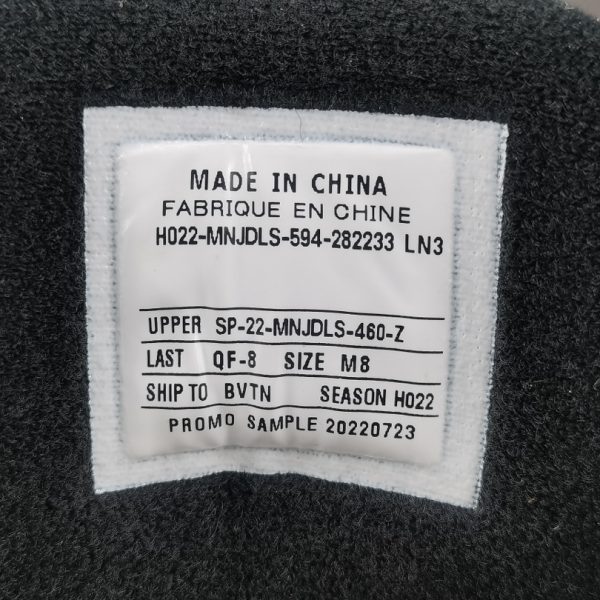 MADE IN CHINA
FABRIQUE EN CHINE
H022-MNJDLS-594-282233 LN3
UPPER SP-22-MNJDLS-460-Z
LAST QF-8 SIZE M8
SHIP TO BVTN SEASON H022
PROMO SAMPLE 20220723